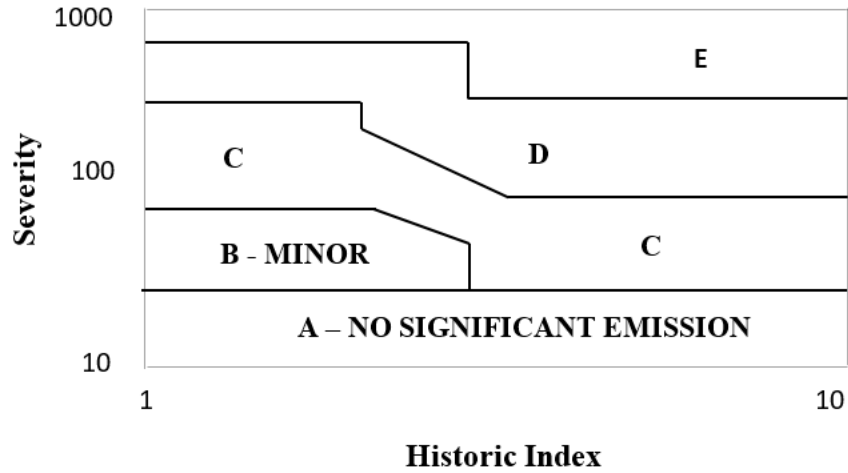 1000
E
C
D
100
Severity
C
B - MINOR
A – NO SIGNIFICANT EMISSION
10
1
10
Historic Index